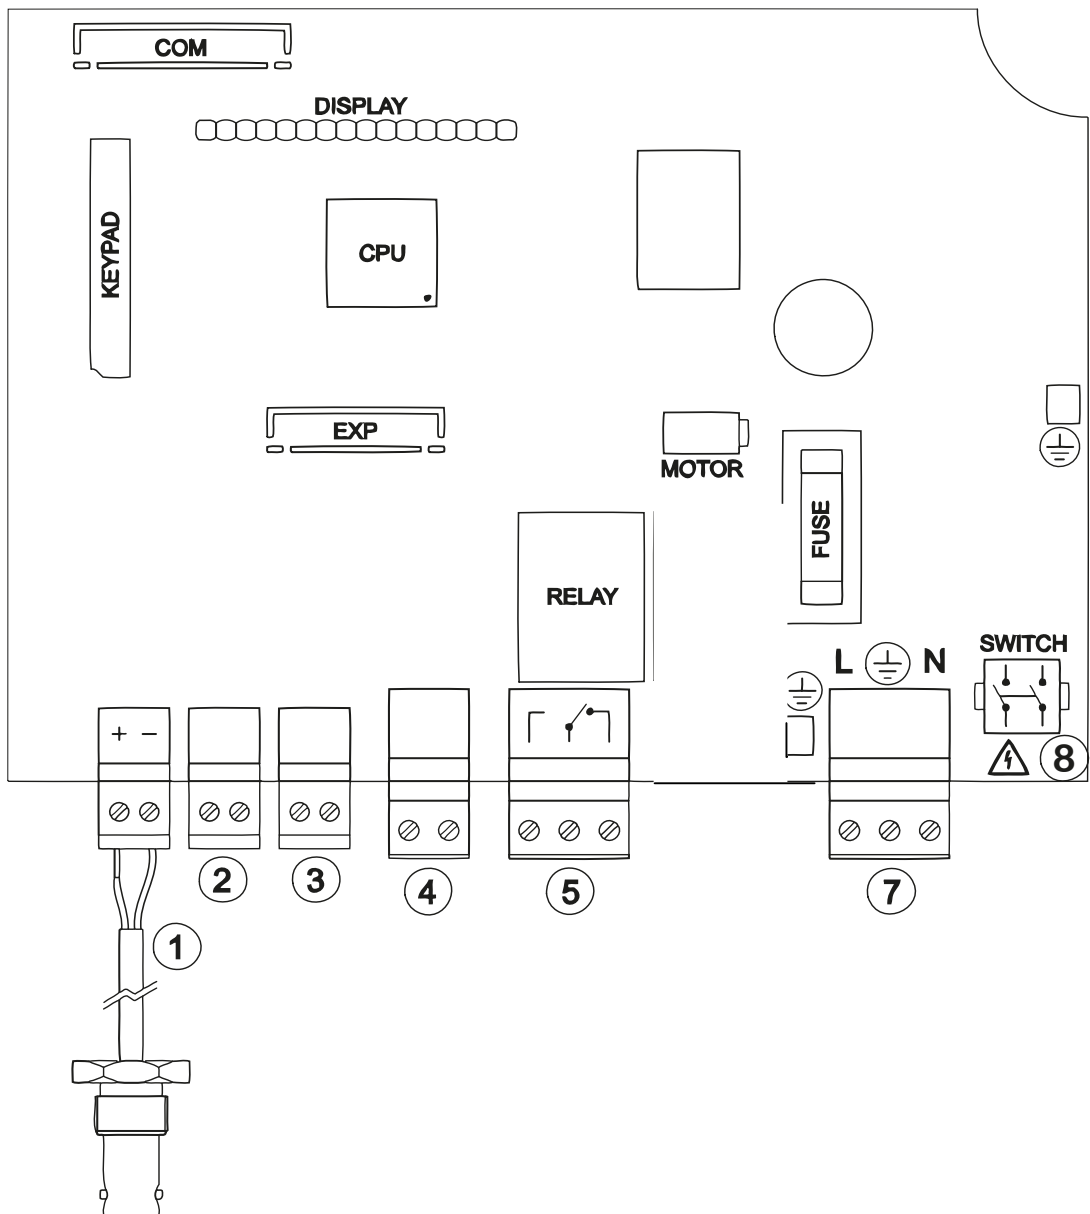 COM
DISPLAY
KEYPAD
CPU
EXP
MOTOR
FUSE
RELAY
SWITCH
L N
+ −
8
2
3
4
5
7
1